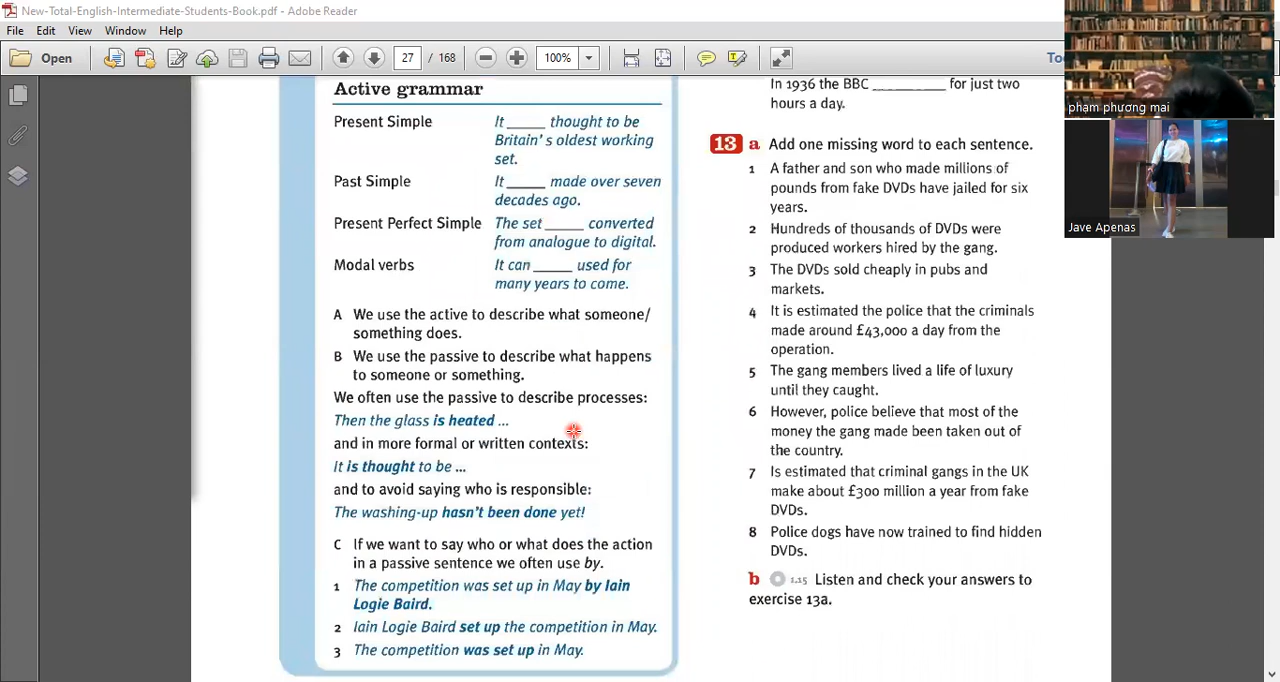 New-Total-English-Intermediate-Students-Book.pdf - Adobe Reader
File Edit View Window Help
Open 27 / 168 100% To
Active grammar
Present Simple It _____ thought to be
Britain's oldest working
set.
Past Simple It _____ made over seven
decades ago.
Present Perfect Simple The set _____ converted
from analogue to digital.
Modal verbs It can _____ used for
many years to come.
A We use the active to describe what someone/
something does.
B We use the passive to describe what happens
to someone or something.
We often use the passive to describe processes:
Then the glass is heated ...
and in more formal or written contexts:
It is thought to be ...
and to avoid saying who is responsible:
The washing-up hasn't been done yet!
C If we want to say who or what does the action
in a passive sentence we often use by.
1 The competition was set up in May by Iain
Logie Baird.
2 Iain Logie Baird set up the competition in May.
3 The competition was set up in May.
In 1936 the BBC __________ for just two
hours a day.
13 a Add one missing word to each sentence.
1 A father and son who made millions of
pounds from fake DVDs have jailed for six
years.
2 Hundreds of thousands of DVDs were
produced workers hired by the gang.
3 The DVDs sold cheaply in pubs and
markets.
4 It is estimated the police that the criminals
made around £43,000 a day from the
operation.
5 The gang members lived a life of luxury
until they caught.
6 However, police believe that most of the
money the gang made been taken out of
the country.
7 Is estimated that criminal gangs in the UK
make about £300 million a year from fake
DVDs.
8 Police dogs have now trained to find hidden
DVDs.
b 1.15 Listen and check your answers to
exercise 13a.
phạm phương mai
Jave Apenas